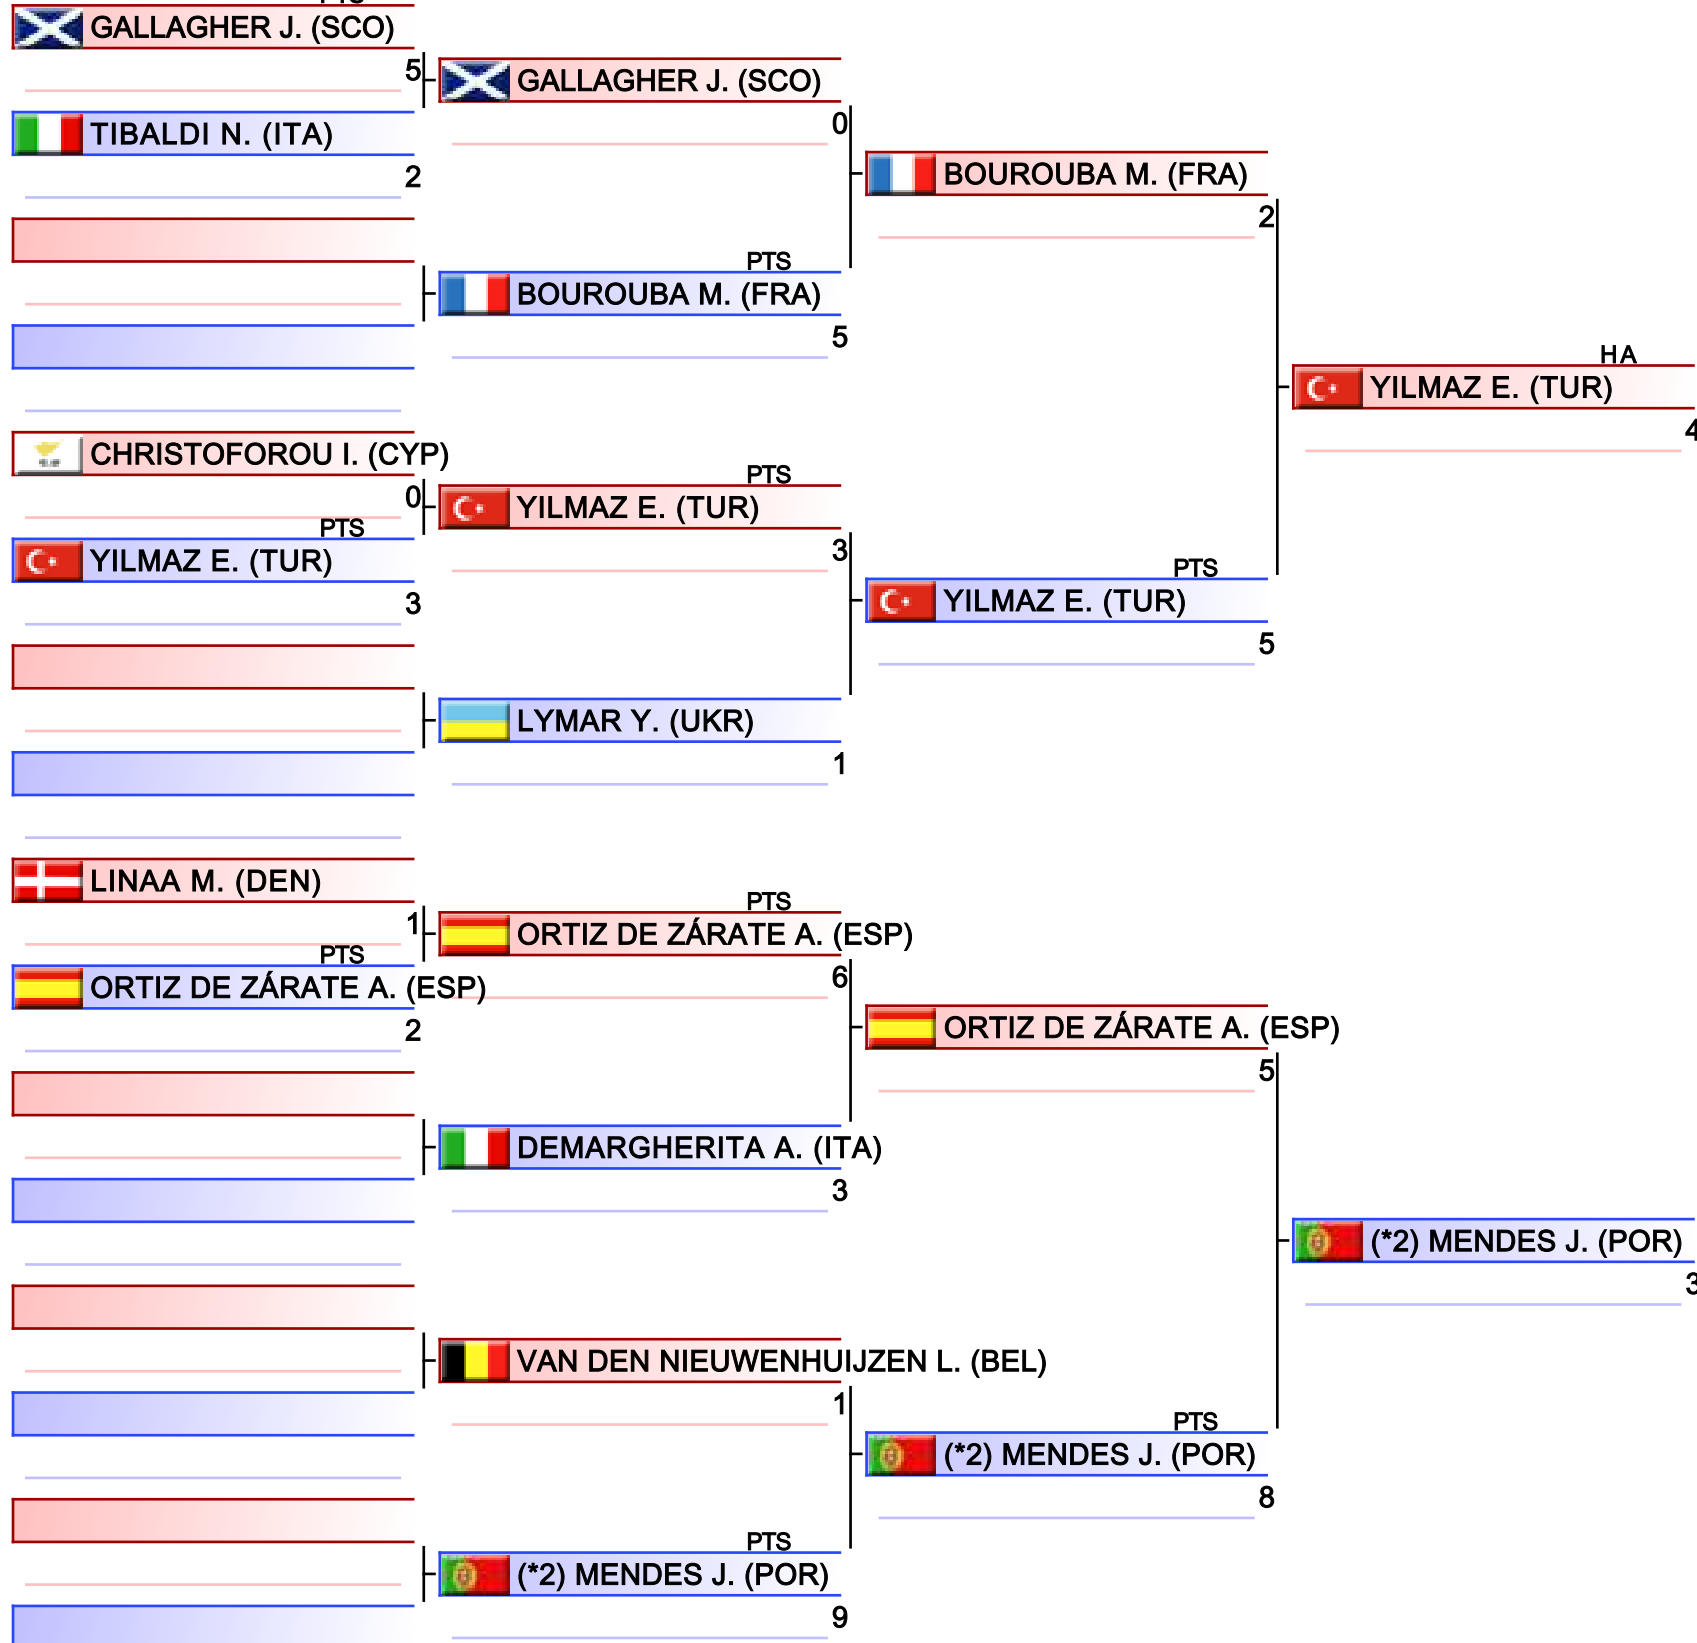 PTS
GALLAGHER J. (SCO)
5
TIBALDI N. (ITA)
2
CHRISTOFOROU I. (CYP)
0
PTS
YILMAZ E. (TUR)
3
LINAA M. (DEN)
1
PTS
ORTIZ DE ZÁRATE A. (ESP)
2
GALLAGHER J. (SCO)
0
PTS
BOUROUBA M. (FRA)
5
PTS
YILMAZ E. (TUR)
3
LYMAR Y. (UKR)
1
PTS
ORTIZ DE ZÁRATE A. (ESP)
6
DEMARGHERITA A. (ITA)
3
VAN DEN NIEUWENHUIJZEN L. (BEL)
1
PTS
(*2) MENDES J. (POR)
9
BOUROUBA M. (FRA)
2
PTS
YILMAZ E. (TUR)
5
ORTIZ DE ZÁRATE A. (ESP)
5
PTS
(*2) MENDES J. (POR)
8
HA
YILMAZ E. (TUR)
4
(*2) MENDES J. (POR)
3